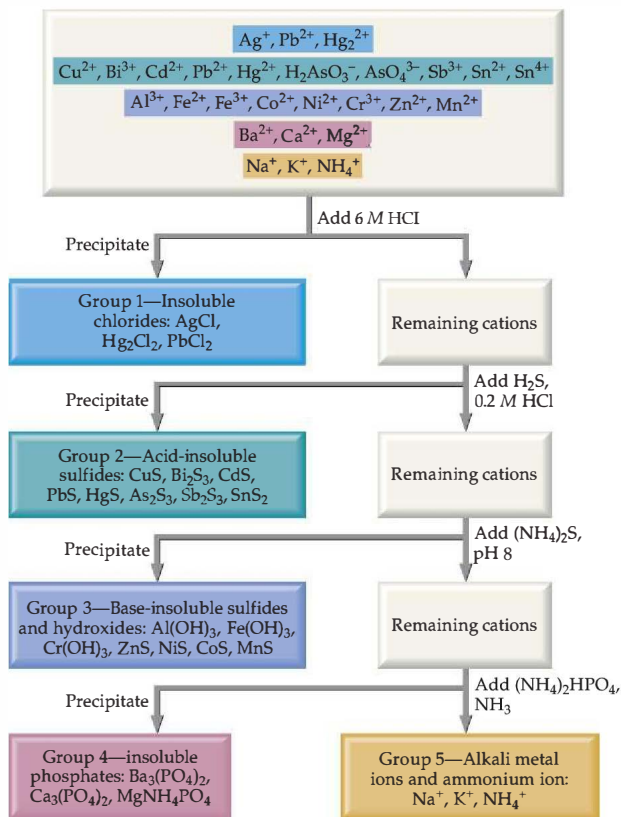 Ag⁺, Pb²⁺, Hg₂²⁺
Cu²⁺, Bi³⁺, Cd²⁺, Pb²⁺, Hg²⁺, H₂AsO₃⁻, AsO₄³⁻, Sb³⁺, Sn²⁺, Sn⁴⁺
Al³⁺, Fe²⁺, Fe³⁺, Co²⁺, Ni²⁺, Cr³⁺, Zn²⁺, Mn²⁺
Ba²⁺, Ca²⁺, Mg²⁺
Na⁺, K⁺, NH₄⁺
Add 6 M HCl
Precipitate
Group 1—Insoluble
chlorides: AgCl,
Hg₂Cl₂, PbCl₂
Remaining cations
Add H₂S,
0.2 M HCl
Precipitate
Group 2—Acid-insoluble
sulfides: CuS, Bi₂S₃, CdS,
PbS, HgS, As₂S₃, Sb₂S₃, SnS₂
Remaining cations
Add (NH₄)₂S,
pH 8
Precipitate
Group 3—Base-insoluble sulfides
and hydroxides: Al(OH)₃, Fe(OH)₃,
Cr(OH)₃, ZnS, NiS, CoS, MnS
Remaining cations
Add (NH₄)₂HPO₄,
NH₃
Precipitate
Group 4—insoluble
phosphates: Ba₃(PO₄)₂,
Ca₃(PO₄)₂, MgNH₄PO₄
Group 5—Alkali metal
ions and ammonium ion:
Na⁺, K⁺, NH₄⁺